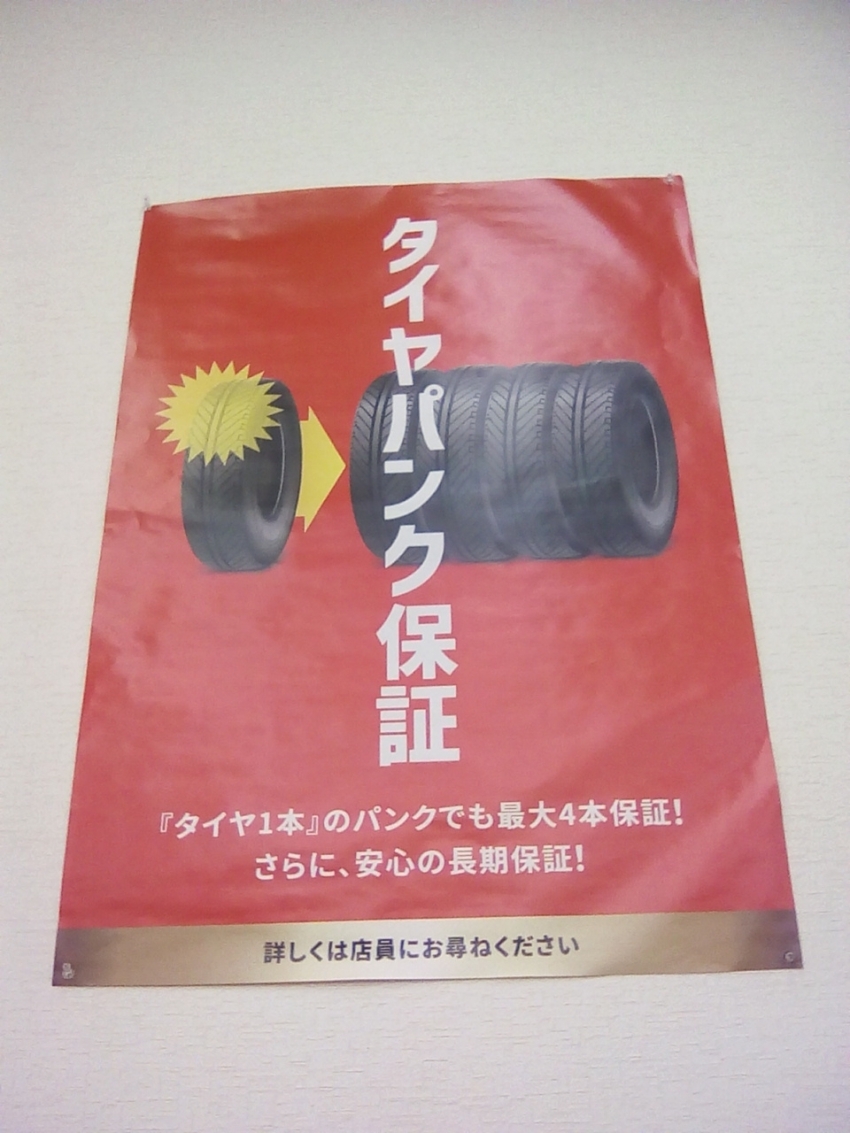 タイヤパンク保証
『タイヤ1本』のパンクでも最大4本保証!
さらに、安心の長期保証!
詳しくは店員にお尋ねください